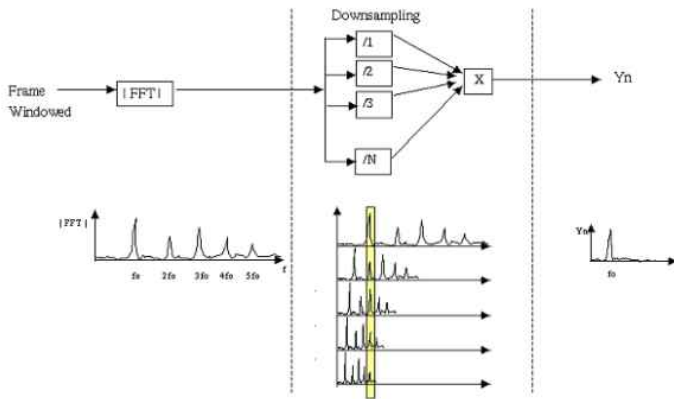 Downsampling
/1
/2
/3
/N
X
Yn
Frame
Windowed
|FFT|
|FFT|
fo 2fo 3fo 4fo 5fo f
Yn
fo